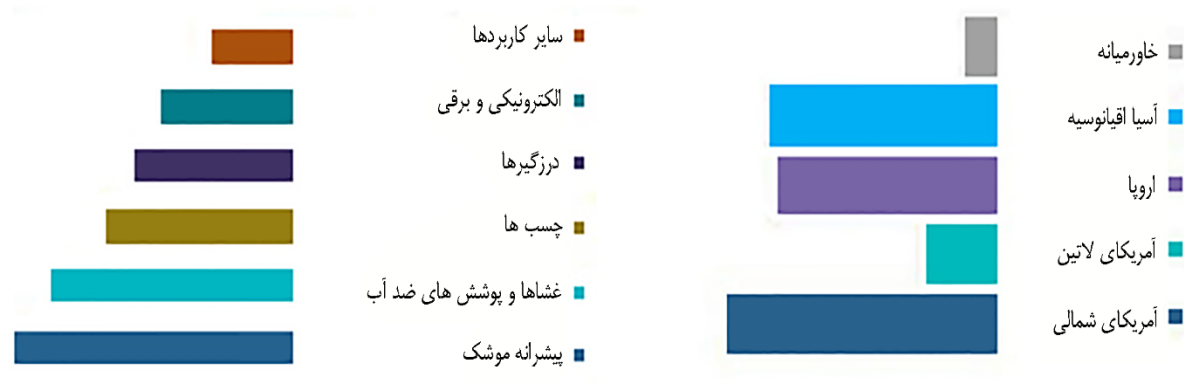 خاورمیانه
آسیا اقیانوسیه
اروپا
آمریکای لاتین
آمریکای شمالی
سایر کاربردها
الکترونیکی و برقی
درزگیرها
چسب ها
غشاها و پوشش های ضد آب
پیشرانه موشک